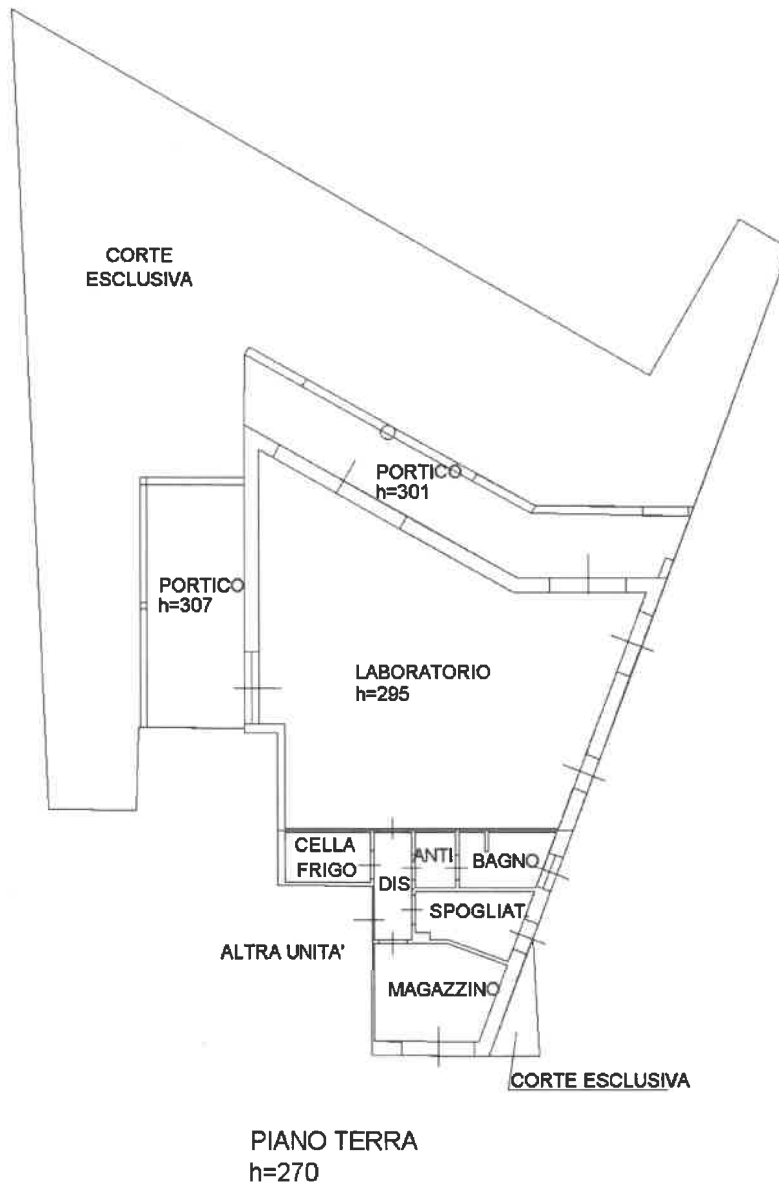 CORTE
ESCLUSIVA
PORTICO
h=301
PORTICO
h=307
LABORATORIO
h=295
CELLA
FRIGO
DIS
ANTI
BAGNO
SPOGLIAT.
ALTRA UNITA'
MAGAZZINO
CORTE ESCLUSIVA
PIANO TERRA
h=270